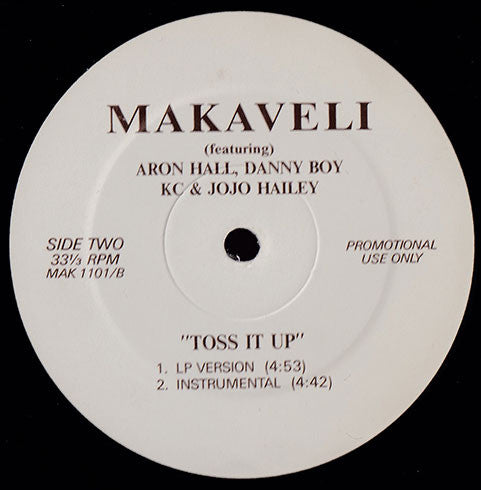 MAKAVELI
(featuring)
ARON HALL, DANNY BOY
KC & JOJO HAILEY
SIDE TWO
33⅓ RPM
MAK 1101/B
PROMOTIONAL
USE ONLY
"TOSS IT UP"
1. LP VERSION (4:53)
2. INSTRUMENTAL (4:42)